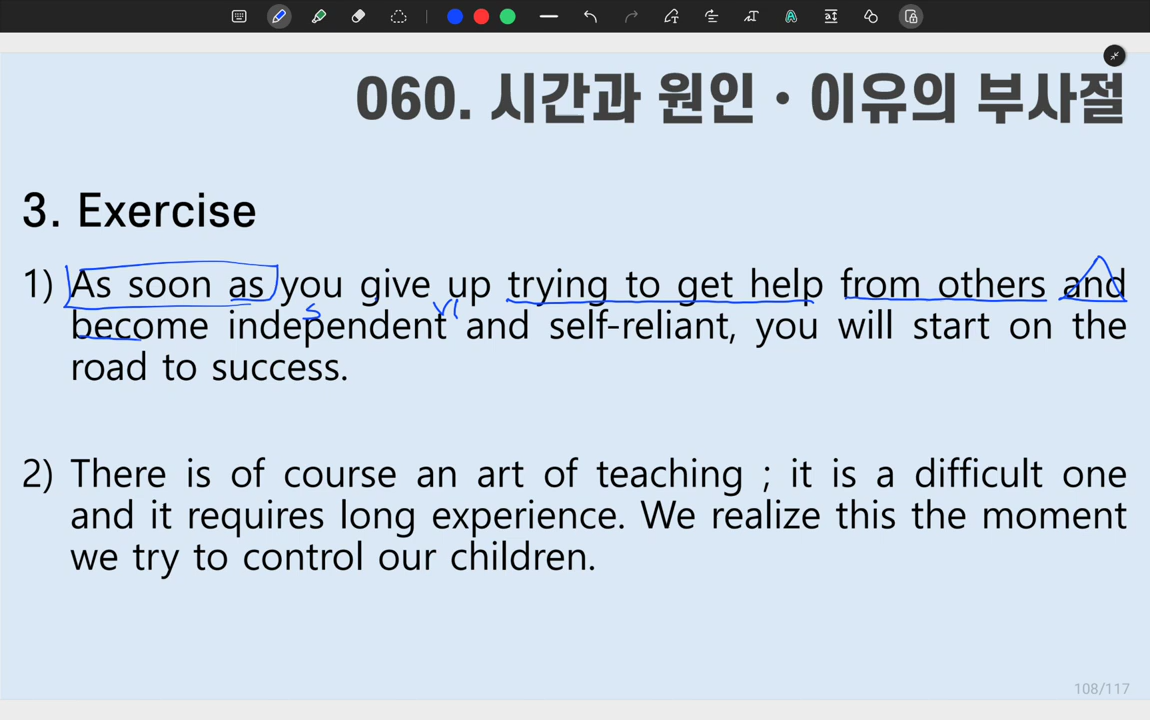 060. 시간과 원인·이유의 부사절
3. Exercise
1) As soon as you give up trying to get help from others and
become independent and self-reliant, you will start on the
road to success.
S V1
2) There is of course an art of teaching ; it is a difficult one
and it requires long experience. We realize this the moment
we try to control our children.
108/117